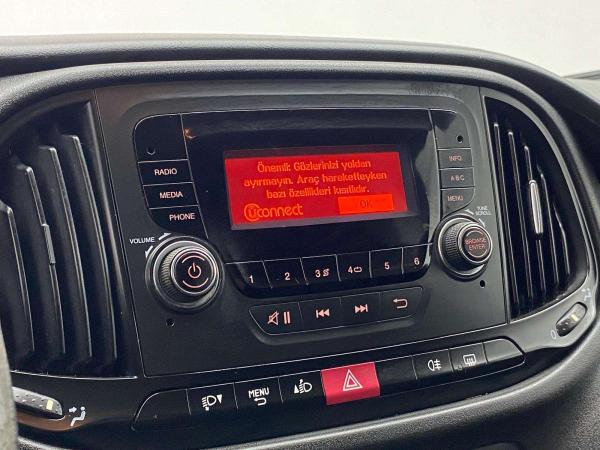 Önemli: Gözlerinizi yoldan
ayırmayın. Araç hareketleyken
bazı özellikleri kısıtlıdır.
uconnect
OK
RADIO
MEDIA
PHONE
INFO
A-B-C
MENU
VOLUME
TUNE
SCROLL
BROWSE
ENTER
1
2
3
4
5
6
MENU